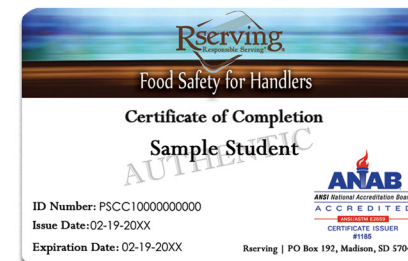 Rserving
Responsible Serving®
Food Safety for Handlers
Certificate of Completion
AUTHENTIC
Sample Student
ANAB
ANSI National Accreditation Boar
ACCREDITED
ANSI/ASTM E2659
CERTIFICATE ISSUER
#1185
ID Number: PSCC10000000000
Issue Date:02-19-20XX
Expiration Date: 02-19-20XX
Rserving | PO Box 192, Madison, SD 570